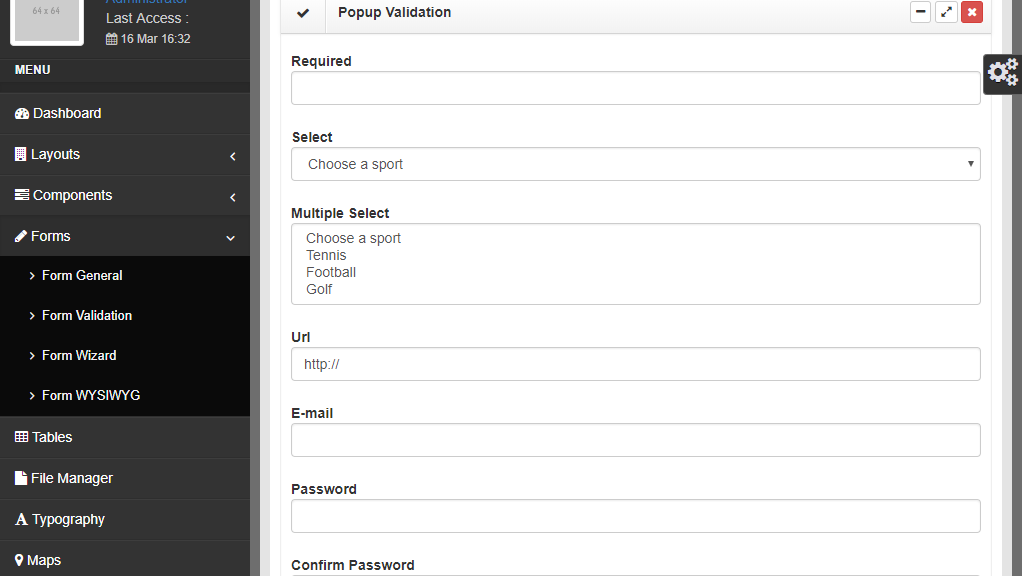 64 x 64
Administrator
Last Access :
16 Mar 16:32
MENU
Dashboard
Layouts
Components
Forms
Form General
Form Validation
Form Wizard
Form WYSIWYG
Tables
File Manager
Typography
Maps
Popup Validation
Required
Select
Choose a sport
Multiple Select
Choose a sport
Tennis
Football
Golf
Url
http://
E-mail
Password
Confirm Password